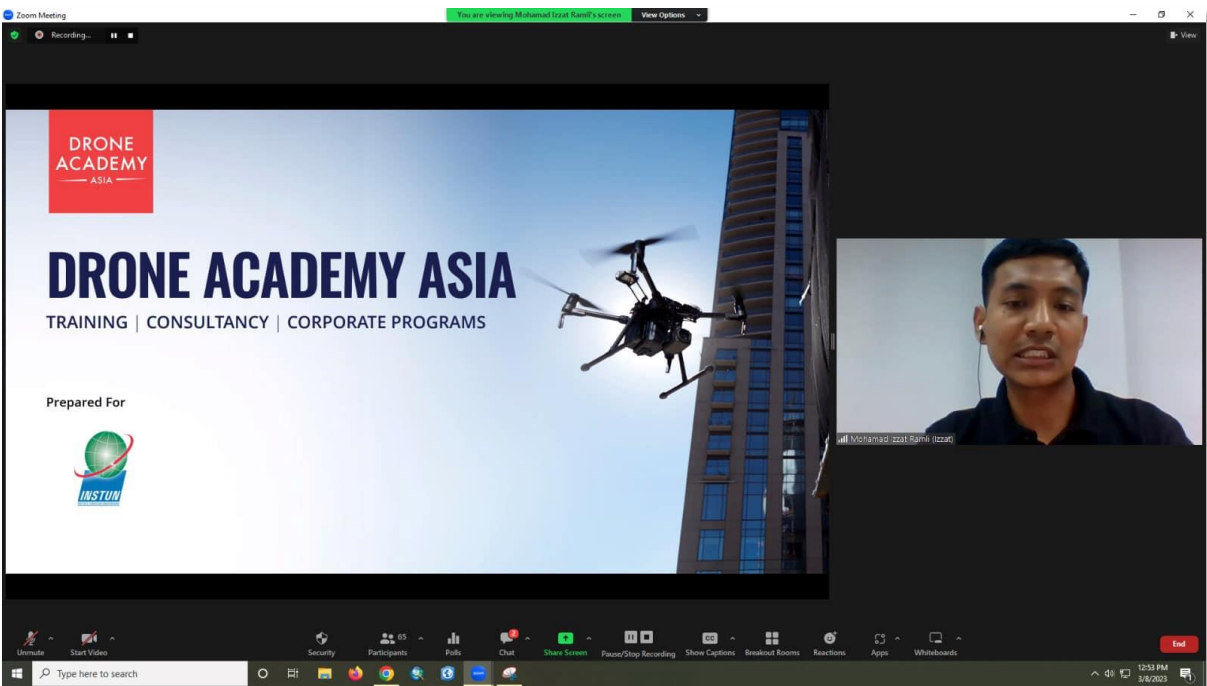 Zoom Meeting
You are viewing Mohamad Izzat Ramli's screen
View Options
Recording...
View
DRONE
ACADEMY
ASIA
DRONE ACADEMY ASIA
TRAINING | CONSULTANCY | CORPORATE PROGRAMS
Prepared For
INSTUN
Mohamad Izzat Ramli (Izzat)
Unmute
Start Video
Security
65
Participants
Polls
2
Chat
Share Screen
Pause/Stop Recording
CC
Show Captions
Breakout Rooms
Reactions
Apps
Whiteboards
End
Type here to search
12:53 PM
3/8/2023